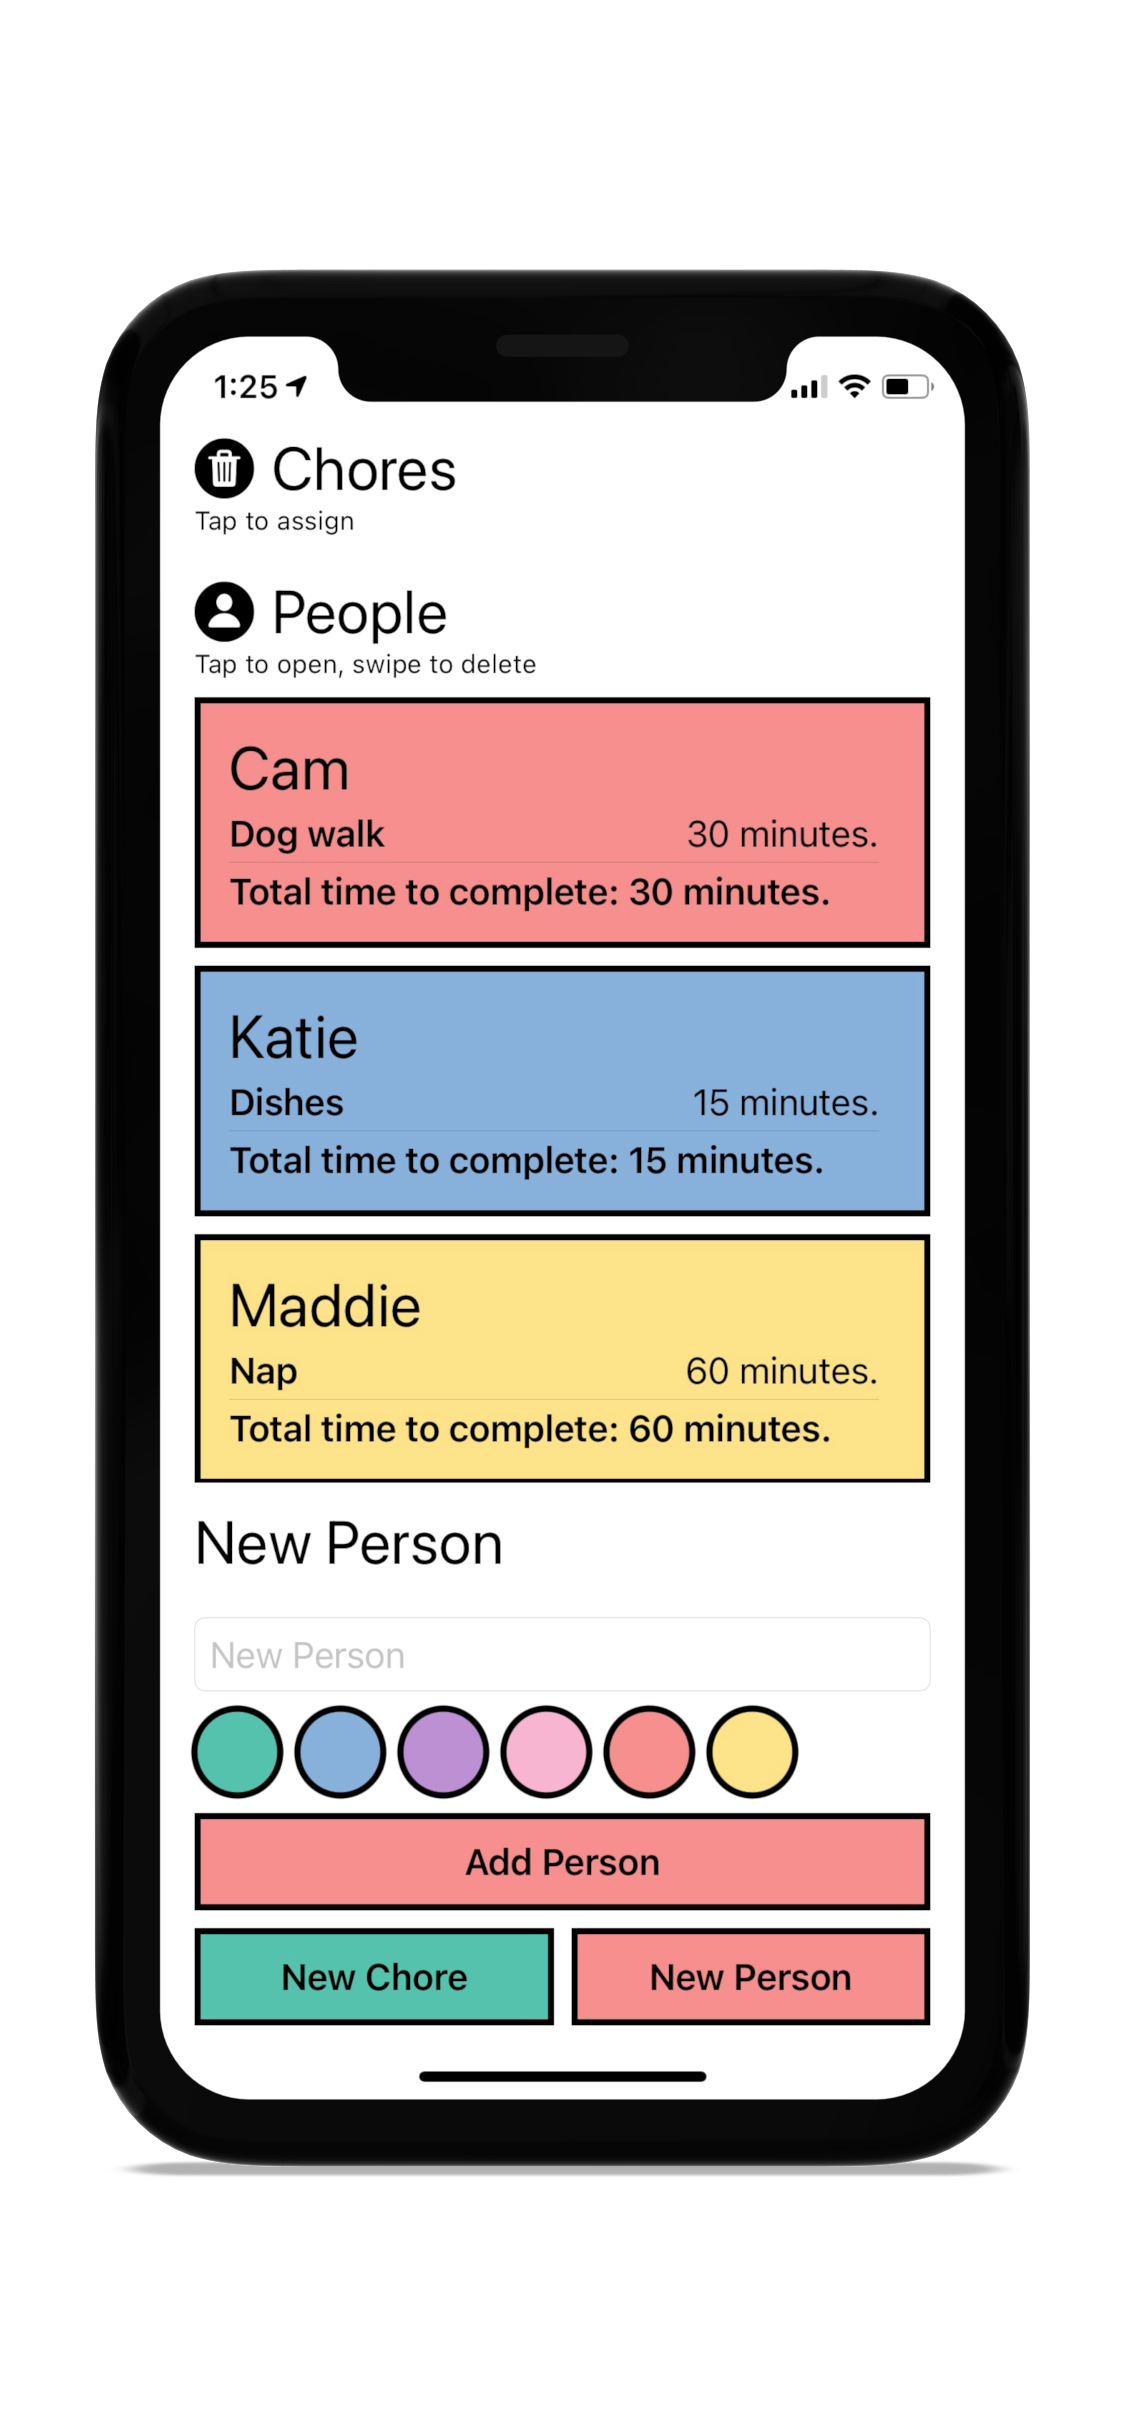 1:25
Chores
Tap to assign
People
Tap to open, swipe to delete
Cam
Dog walk 30 minutes.
Total time to complete: 30 minutes.
Katie
Dishes 15 minutes.
Total time to complete: 15 minutes.
Maddie
Nap 60 minutes.
Total time to complete: 60 minutes.
New Person
New Person
Add Person
New Chore New Person